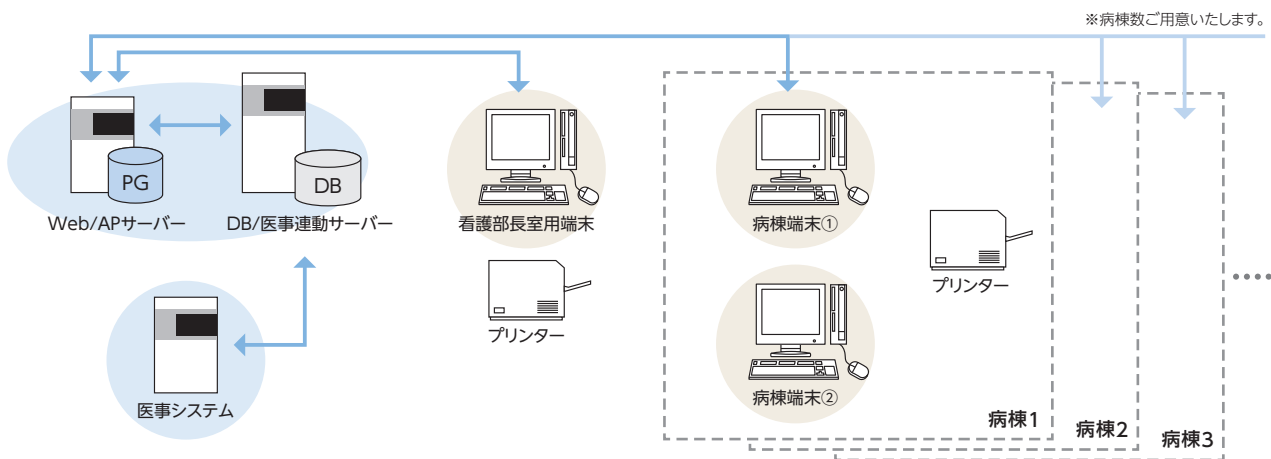 ※病棟数ご用意いたします。
PG
DB
Web/APサーバー
DB/医事連動サーバー
看護部長室用端末
病棟端末①
プリンター
プリンター
医事システム
病棟端末②
病棟1
病棟2
病棟3